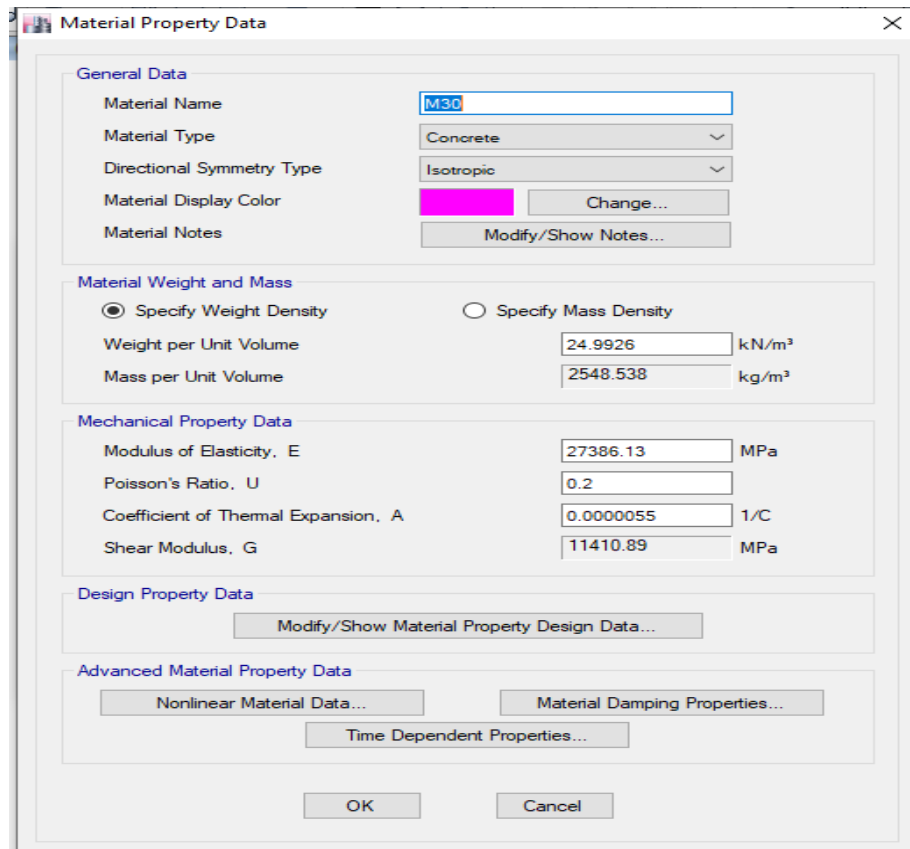 Material Property Data
General Data
Material Name M30
Material Type Concrete
Directional Symmetry Type Isotropic
Material Display Color Change...
Material Notes Modify/Show Notes...
Material Weight and Mass
Specify Weight Density Specify Mass Density
Weight per Unit Volume 24.9926 kN/m³
Mass per Unit Volume 2548.538 kg/m³
Mechanical Property Data
Modulus of Elasticity, E 27386.13 MPa
Poisson's Ratio, U 0.2
Coefficient of Thermal Expansion, A 0.0000055 1/C
Shear Modulus, G 11410.89 MPa
Design Property Data
Modify/Show Material Property Design Data...
Advanced Material Property Data
Nonlinear Material Data... Material Damping Properties...
Time Dependent Properties...
OK Cancel